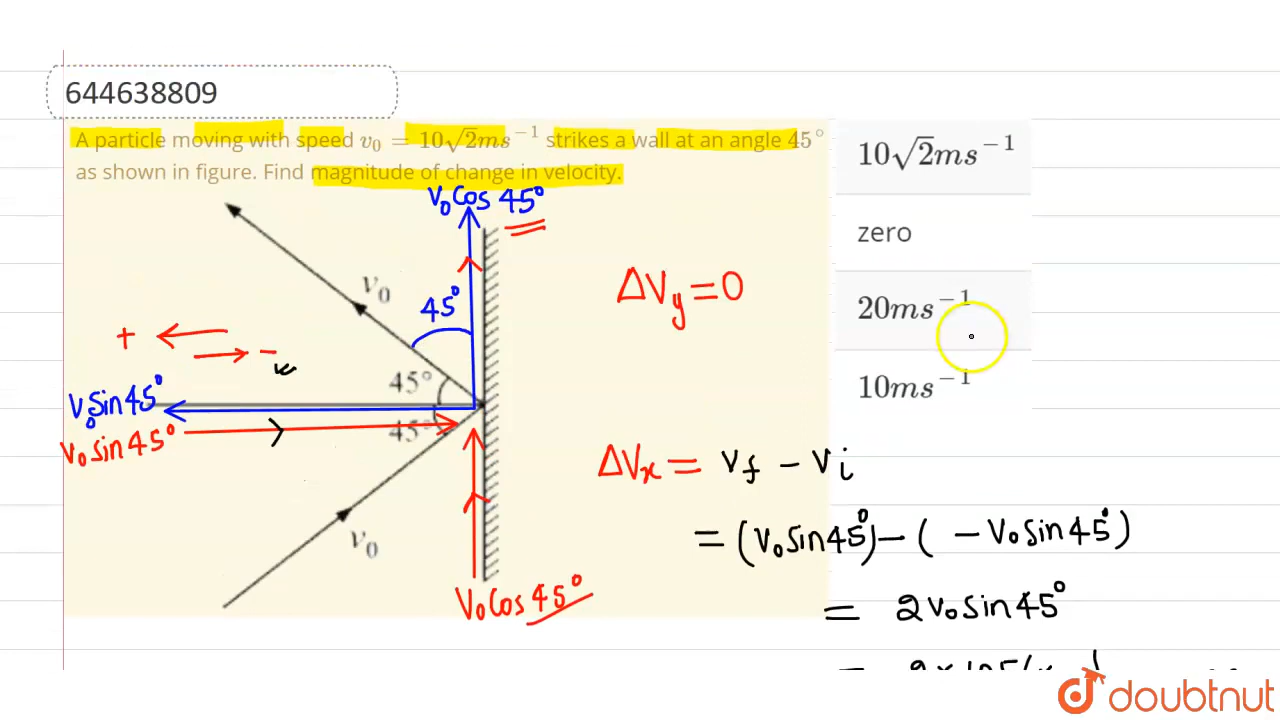 644638809
A particle moving with speed v₀ = 10√2ms⁻¹ strikes a wall at an angle 45°
as shown in figure. Find magnitude of change in velocity.
10√2ms⁻¹
zero
20ms⁻¹
10ms⁻¹
V₀Cos 45°
v₀
45°
45°
+
-
V₀Sin45°
V₀Sin45°
45°
v₀
V₀Cos 45°
ΔVy = 0
ΔVx = Vf - Vi
= (V₀Sin45°) - ( - V₀Sin45°)
= 2V₀Sin45°
doubtnut